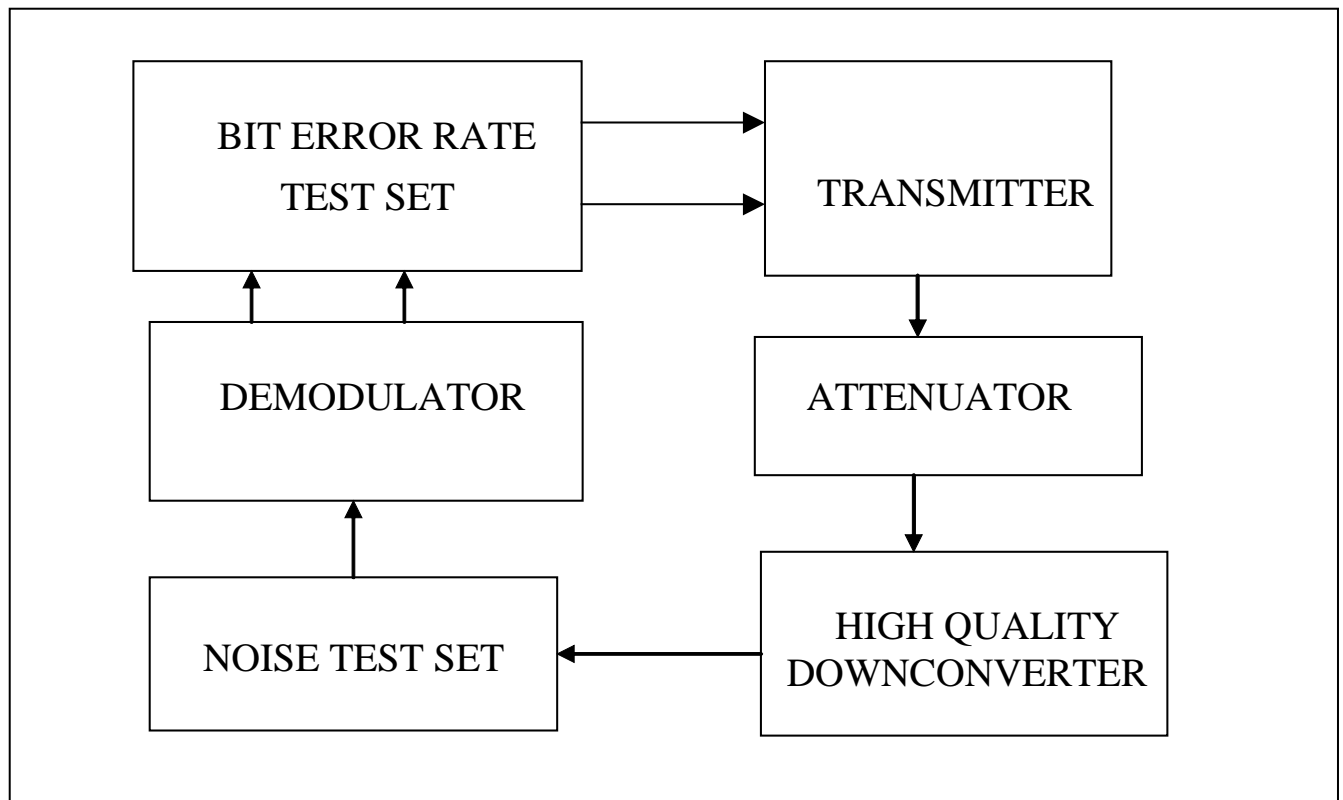 BIT ERROR RATE
TEST SET
TRANSMITTER
DEMODULATOR
ATTENUATOR
NOISE TEST SET
HIGH QUALITY
DOWNCONVERTER